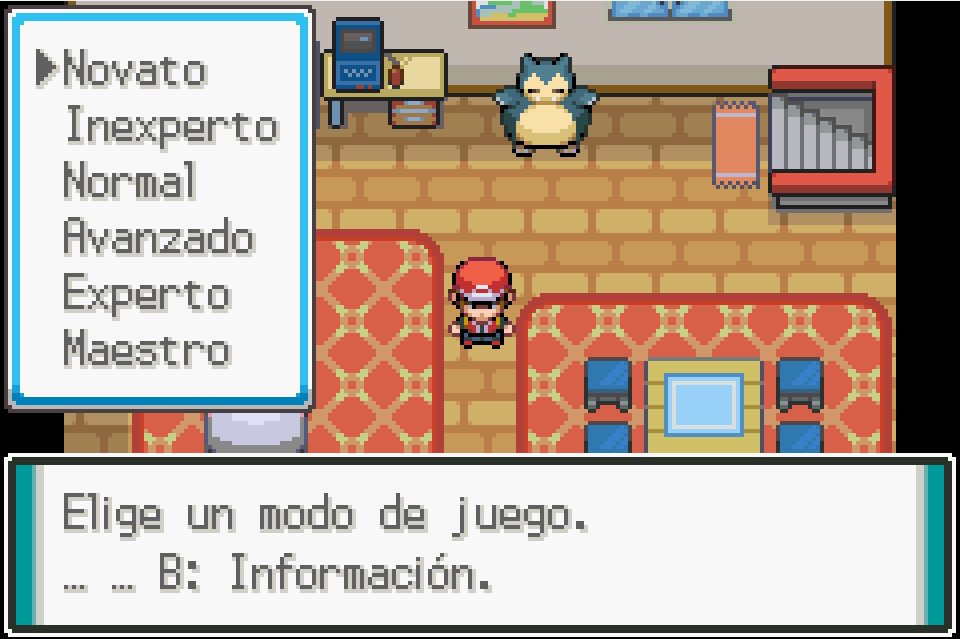 Novato
Inexperto
Normal
Avanzado
Experto
Maestro
Elige un modo de juego.
… … B: Información.